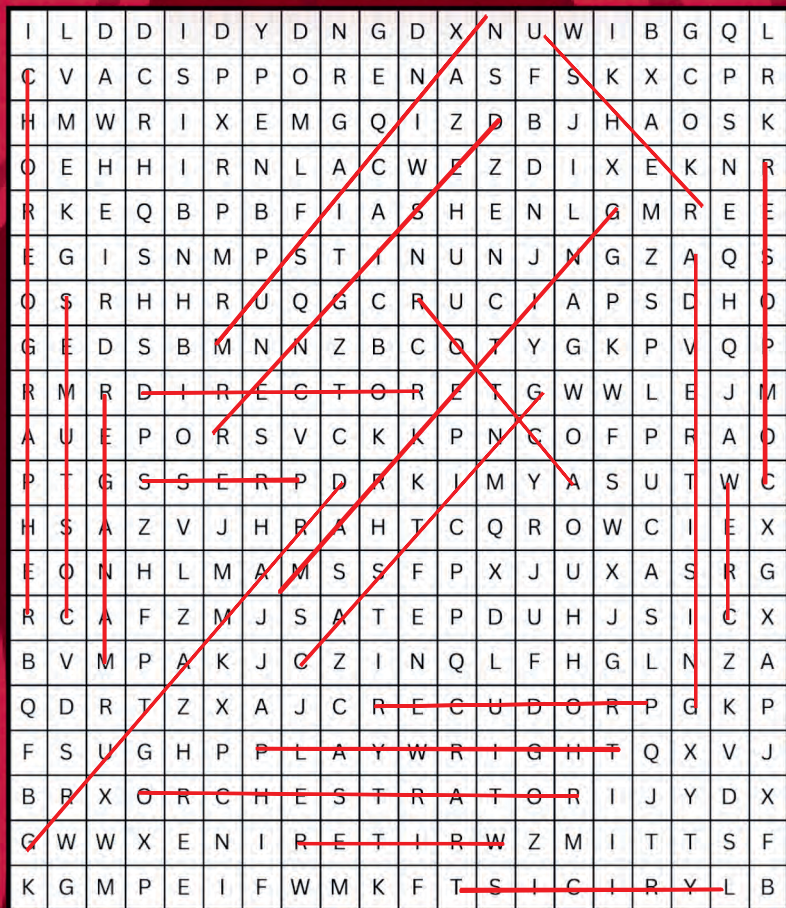 I L D D I D Y D N G D X N U W I B G Q L
C V A C S P P O R E N A S F S K X C P R
H M W R I X E M G Q I Z D B J H A O S K
O E H H I R N L A C W E Z D I X E K N R
R K E Q B P B F I A S H E N L G M R E E
E G I S N M P S T I N U N J N G Z A Q S
O S R H H R U Q G C R U C I A P S D H O
G E D S B M N N Z B C O T Y G K P V Q P
R M R D I R E C T O R E T G W W L E J M
A U E P O R S V C K K P N C O F P R A O
P T G S S E R P D R K I M Y A S U T W C
H S A Z V J H R A H T C Q R O W C I E X
E O N H L M A M S S F P X J U X A S R G
R C A F Z M J S A T E P D U H J S I C X
B V M P A K J C Z I N Q L F H G L N Z A
Q D R T Z X A J C R E C U D O R P G K P
F S U G H P P L A Y W R I G H T Q X V J
B R X O R C H E S T R A T O R I J Y D X
G W W X E N I R E T I R W Z M I T T S F
K G M P E I F W M K F T S I C I R Y L B